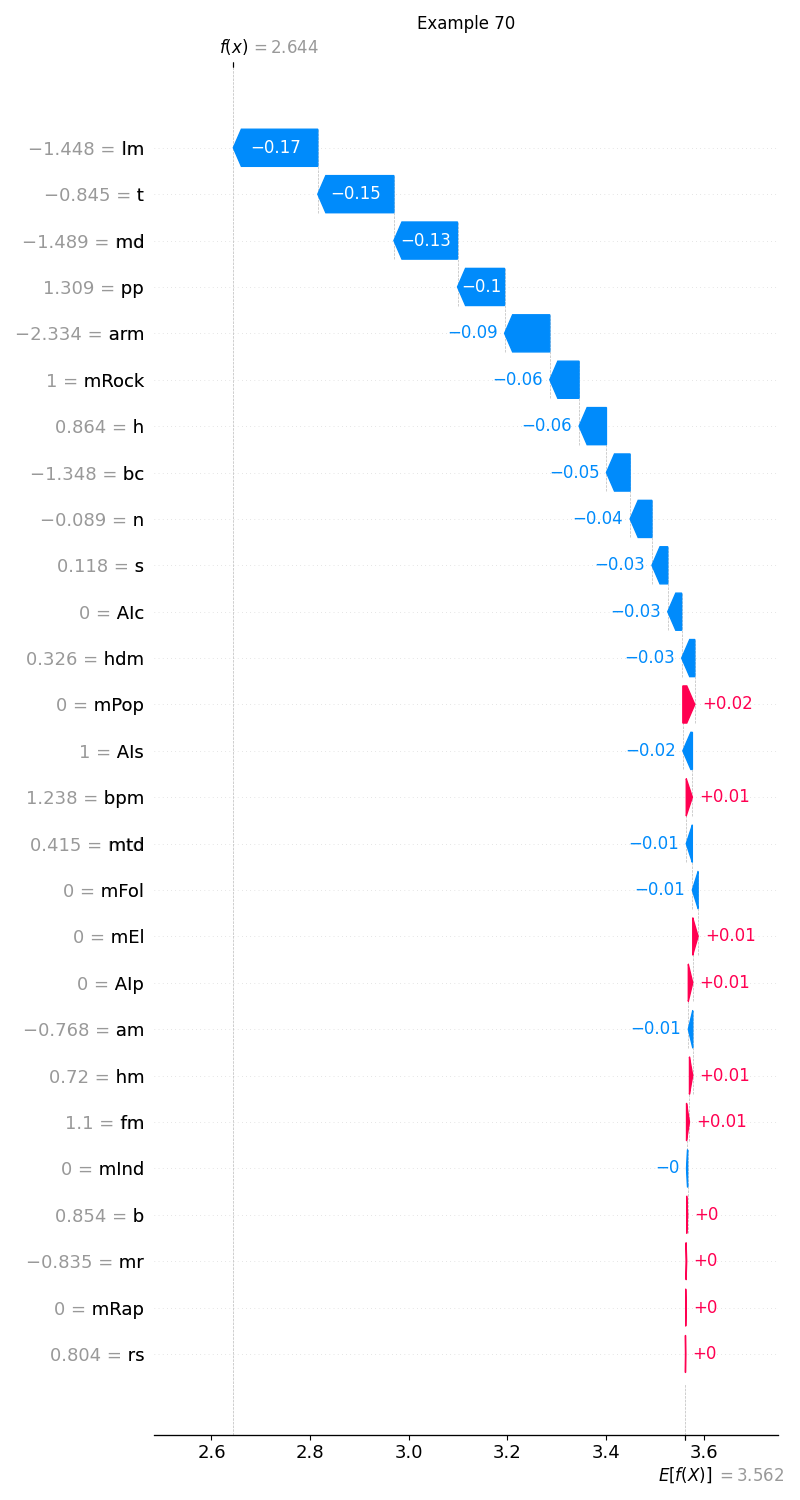 Example 70
f(x) = 2.644
−1.448 = lm −0.17
−0.845 = t −0.15
−1.489 = md −0.13
1.309 = pp −0.1
−2.334 = arm −0.09
1 = mRock −0.06
0.864 = h −0.06
−1.348 = bc −0.05
−0.089 = n −0.04
0.118 = s −0.03
0 = AIc −0.03
0.326 = hdm −0.03
0 = mPop +0.02
1 = AIs −0.02
1.238 = bpm +0.01
0.415 = mtd −0.01
0 = mFol −0.01
0 = mEl +0.01
0 = AIp +0.01
−0.768 = am −0.01
0.72 = hm +0.01
1.1 = fm +0.01
0 = mInd −0
0.854 = b +0
−0.835 = mr +0
0 = mRap +0
0.804 = rs +0
2.6 2.8 3.0 3.2 3.4 3.6
E[f(X)] = 3.562